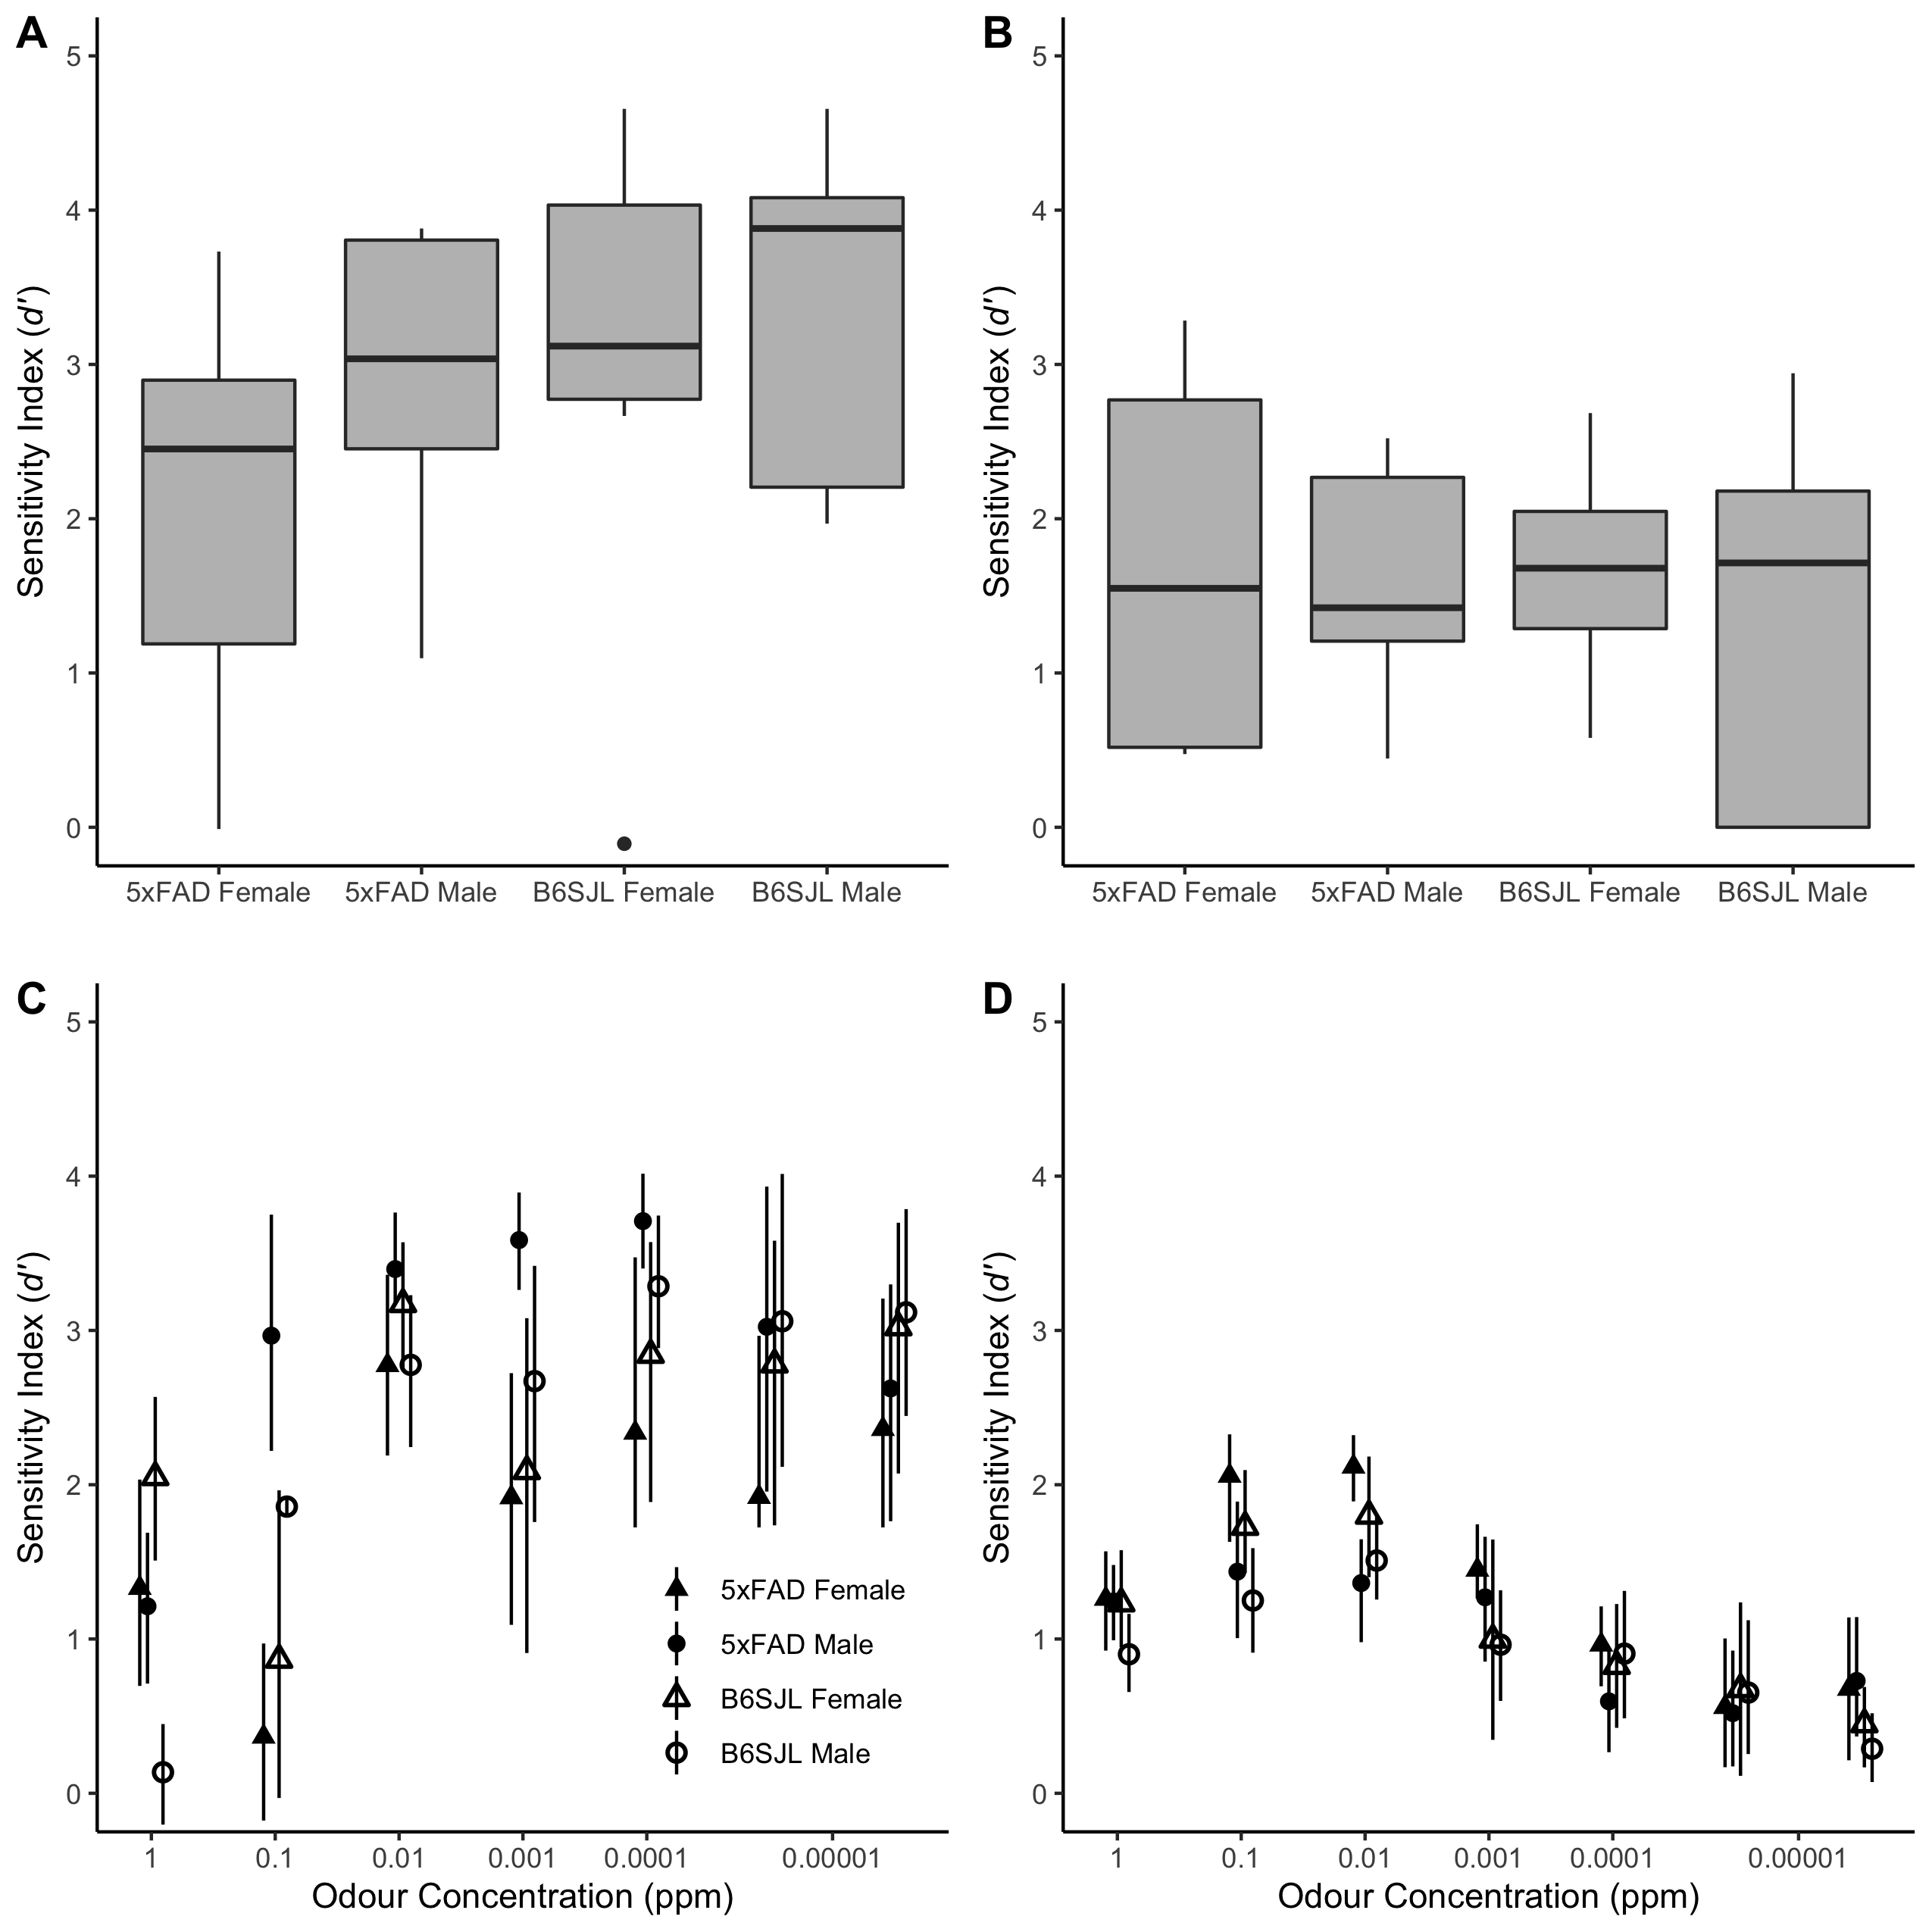 A
5
4
3
2
1
0
Sensitivity Index (d')
5xFAD Female
5xFAD Male
B6SJL Female
B6SJL Male
B
5
4
3
2
1
0
Sensitivity Index (d')
5xFAD Female
5xFAD Male
B6SJL Female
B6SJL Male
C
5
4
3
2
1
0
Sensitivity Index (d')
5xFAD Female
5xFAD Male
B6SJL Female
B6SJL Male
1
0.1
0.01
0.001
0.0001
0.00001
Odour Concentration (ppm)
D
5
4
3
2
1
0
Sensitivity Index (d')
1
0.1
0.01
0.001
0.0001
0.00001
Odour Concentration (ppm)